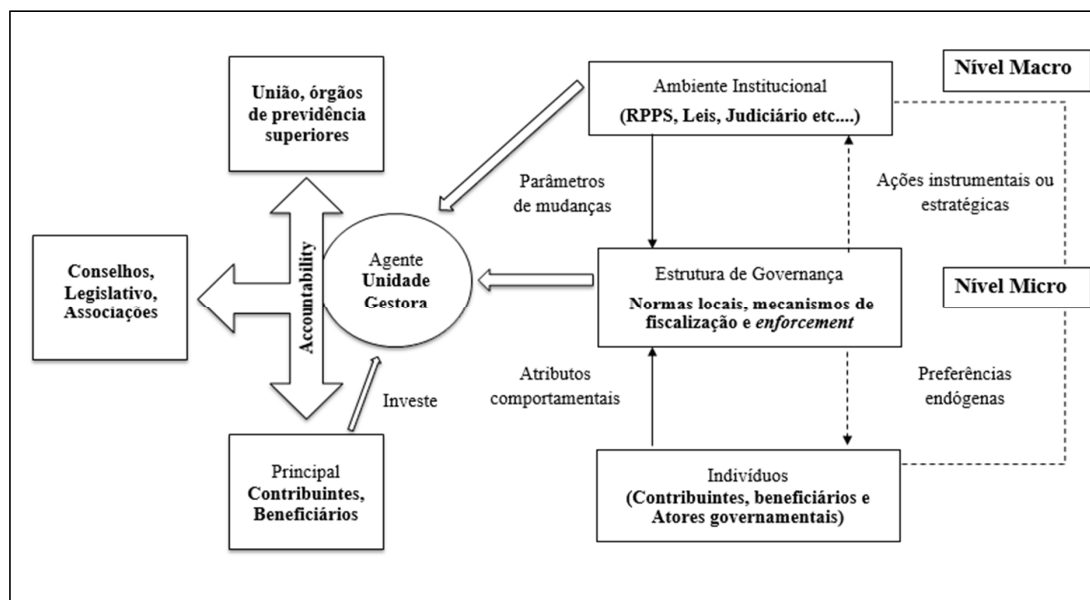 União, órgãos
de previdência
superiores
Conselhos,
Legislativo,
Associações
Accountability
Agente
Unidade
Gestora
Investe
Principal
Contribuintes,
Beneficiários
Ambiente Institucional
(RPPS, Leis, Judiciário etc....)
Nível Macro
Parâmetros
de mudanças
Ações instrumentais ou
estratégicas
Estrutura de Governança
Normas locais, mecanismos de
fiscalização e enforcement
Nível Micro
Atributos
comportamentais
Preferências
endógenas
Indivíduos
(Contribuintes, beneficiários e
Atores governamentais)